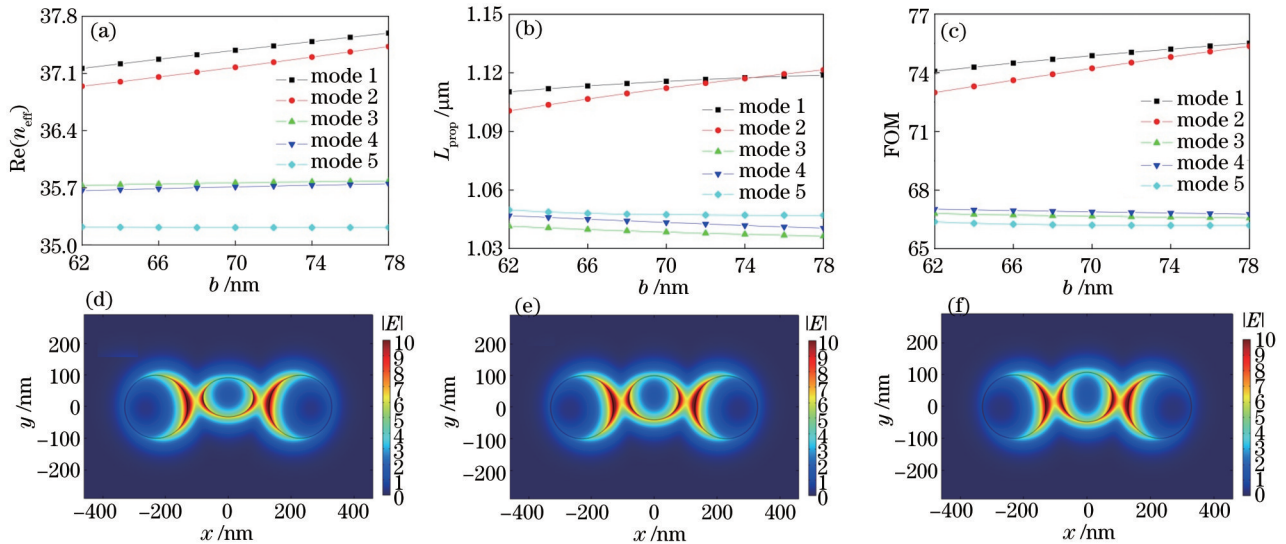 (a)
37.8
37.1
36.4
35.7
35.0
Re(n_eff)
mode 1
mode 2
mode 3
mode 4
mode 5
62 66 70 74 78
b /nm
(b)
1.15
1.12
1.09
1.06
1.03
L_prop /μm
mode 1
mode 2
mode 3
mode 4
mode 5
62 66 70 74 78
b /nm
(c)
77
74
71
68
65
FOM
mode 1
mode 2
mode 3
mode 4
mode 5
62 66 70 74 78
b /nm
(d)
|E|
10
9
8
7
6
5
4
3
2
1
0
200
100
0
−100
−200
y /nm
−400 −200 0 200 400
x /nm
(e)
|E|
10
9
8
7
6
5
4
3
2
1
0
200
100
0
−100
−200
y /nm
−400 −200 0 200 400
x /nm
(f)
|E|
10
9
8
7
6
5
4
3
2
1
0
200
100
0
−100
−200
y /nm
−400 −200 0 200 400
x /nm